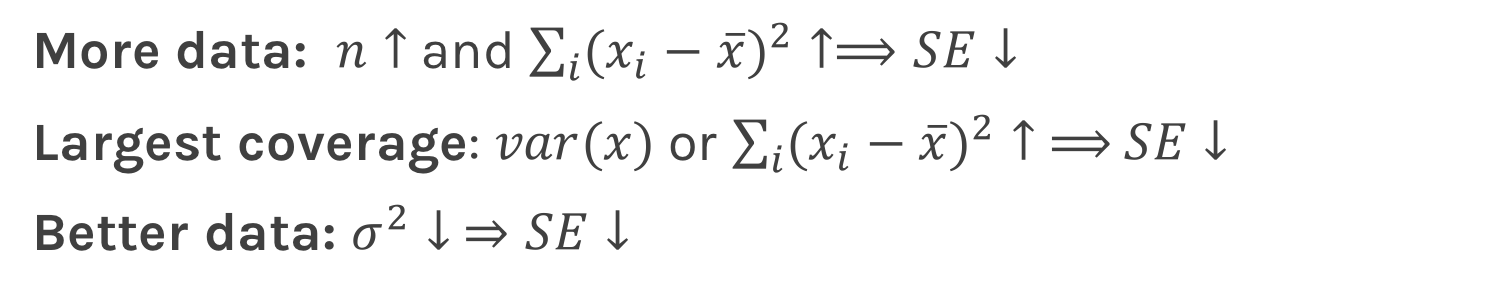 More data: 𝑛 ↑ and ∑ᵢ(𝑥ᵢ − x̄)² ↑⟹ 𝑆𝐸 ↓
Largest coverage: 𝑣𝑎𝑟(𝑥) or ∑ᵢ(𝑥ᵢ − x̄)² ↑ ⟹ 𝑆𝐸 ↓
Better data: 𝜎² ↓⇒ 𝑆𝐸 ↓